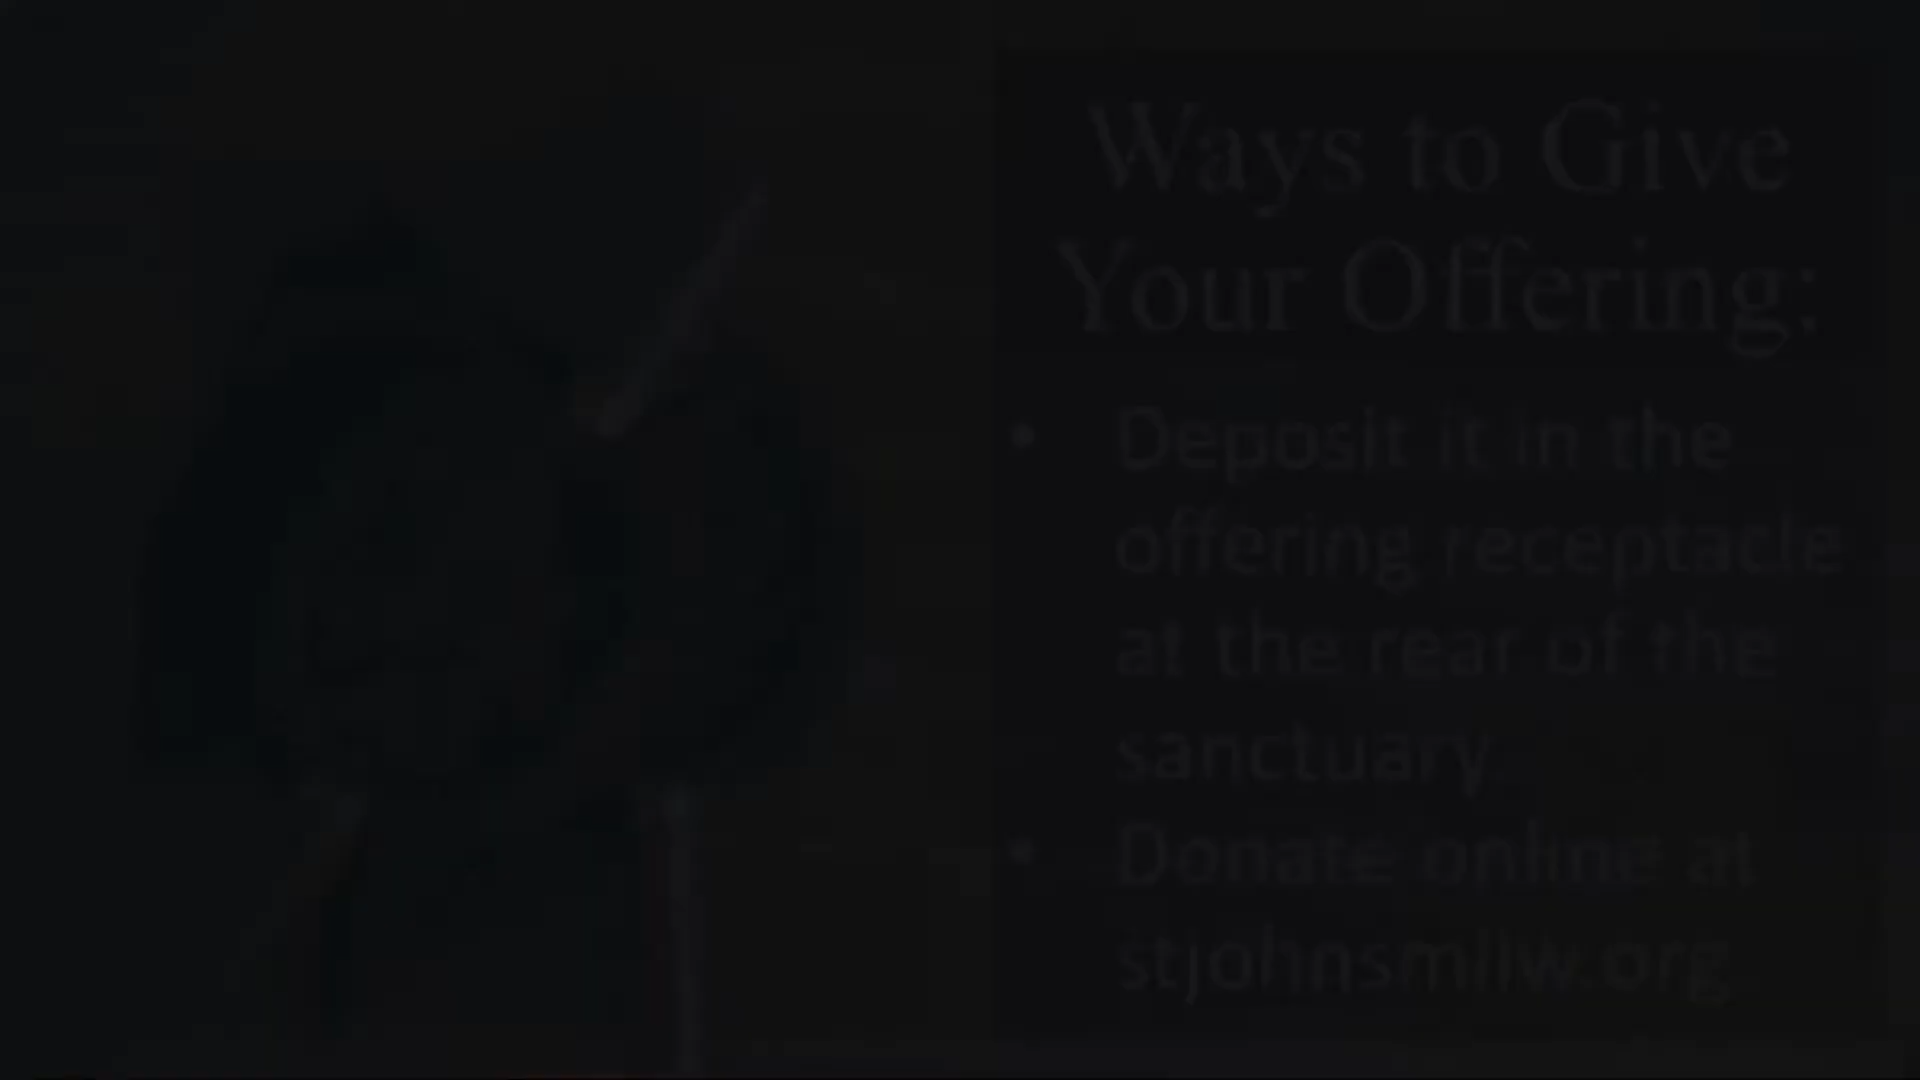 Ways to Give
Your Offering:
• Deposit it in the
offering receptacle
at the rear of the
sanctuary
• Donate online at
stjohnsmilw.org